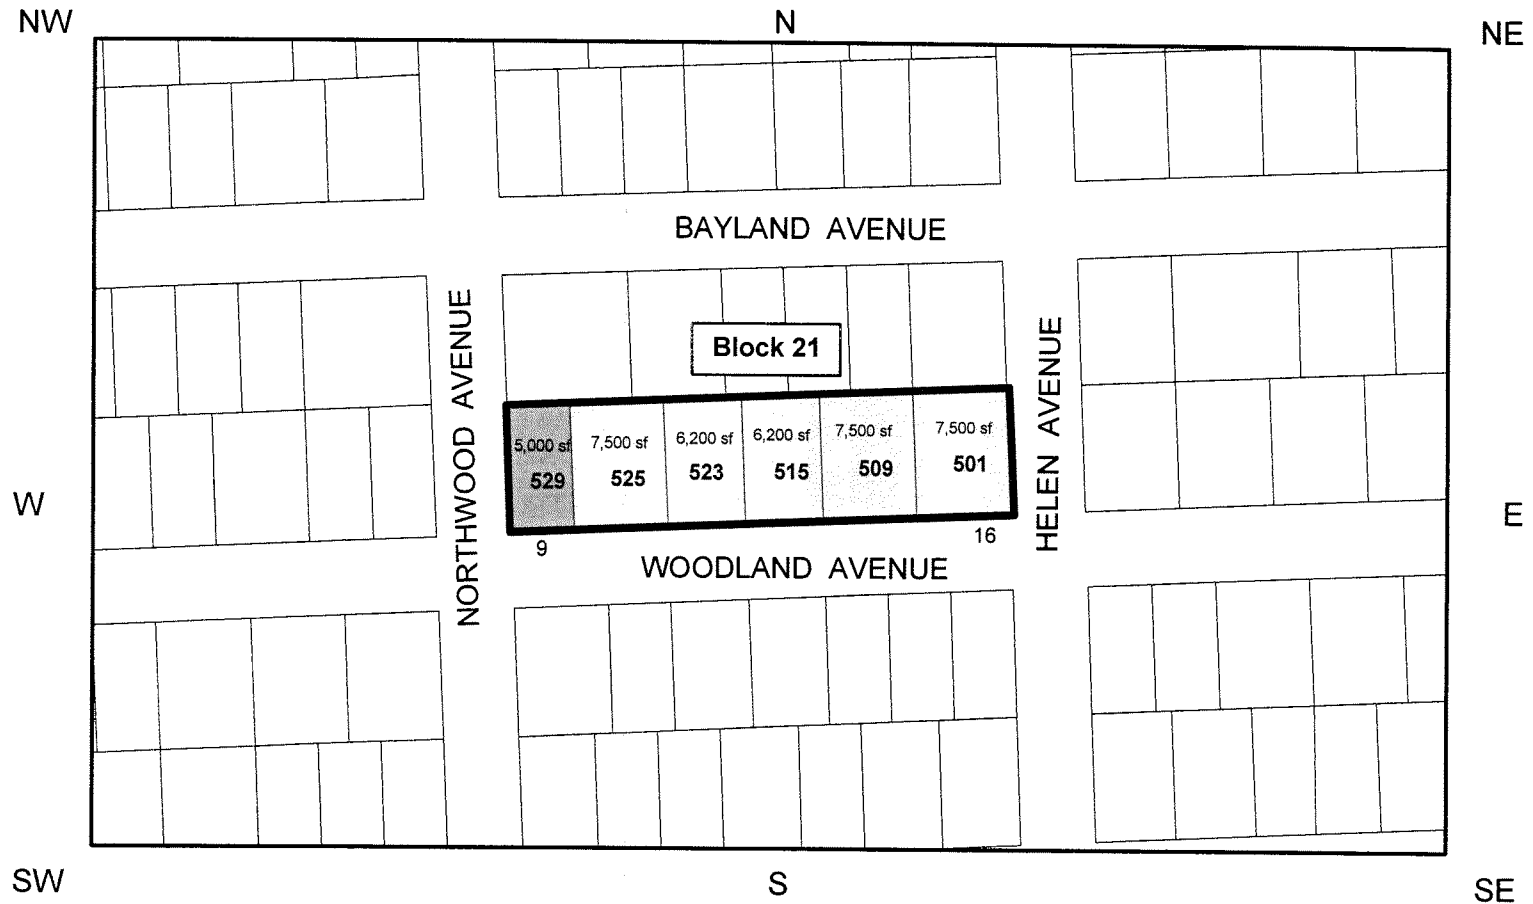 NW
N
NE
BAYLAND AVENUE
NORTHWOOD AVENUE
Block 21
HELEN AVENUE
5,000 sf
7,500 sf
6,200 sf
6,200 sf
7,500 sf
7,500 sf
529
525
523
515
509
501
W
E
9
16
WOODLAND AVENUE
SW
S
SE